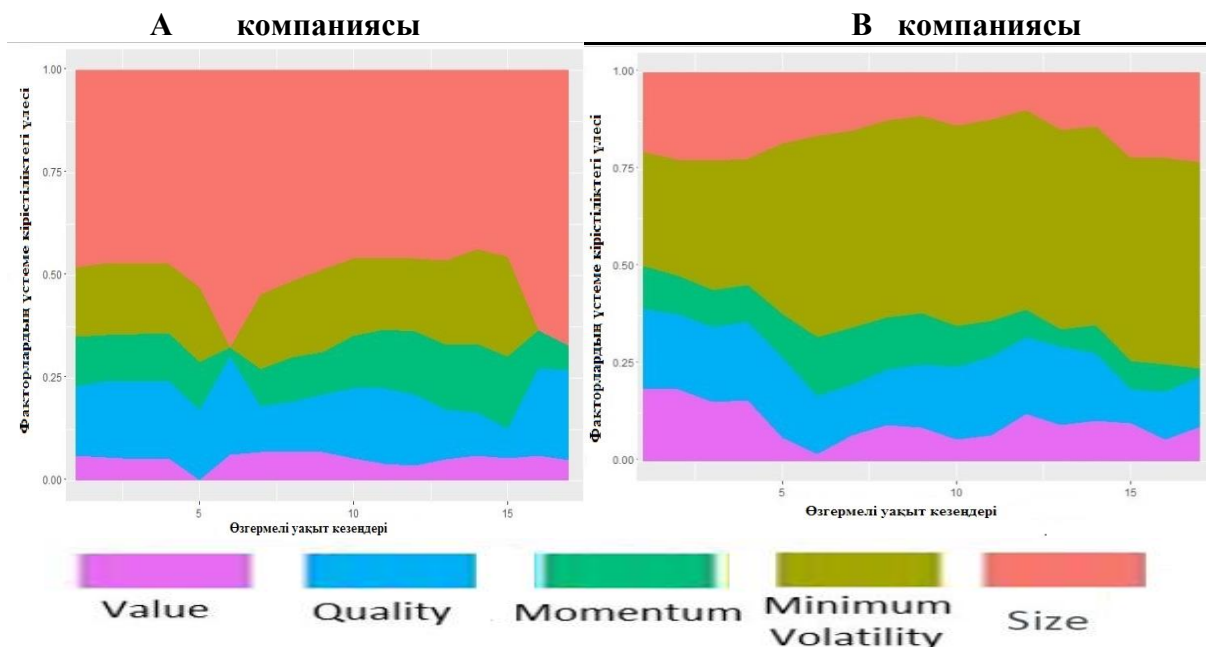 А компаниясы
В компаниясы
Факторлардың үстеме кірістіліктегі үлесі
1.00
0.75
0.50
0.25
0.00
5
10
15
Өзгермелі уақыт кезеңдері
Факторлардың үстеме кірістіліктегі үлесі
1.00
0.75
0.50
0.25
0.00
5
10
15
Өзгермелі уақыт кезеңдері
Value
Quality
Momentum
Minimum
Volatility
Size